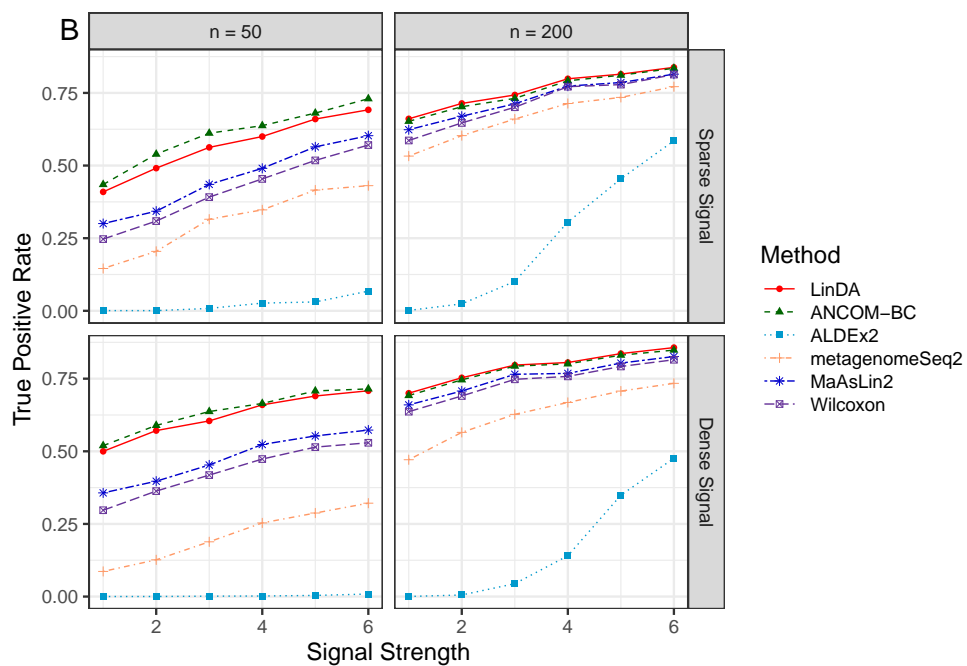 B
n = 50
n = 200
True Positive Rate
0.75
0.50
0.25
0.00
Sparse Signal
0.75
0.50
0.25
0.00
Dense Signal
2
4
6
2
4
6
Signal Strength
Method
LinDA
ANCOM−BC
ALDEx2
metagenomeSeq2
MaAsLin2
Wilcoxon